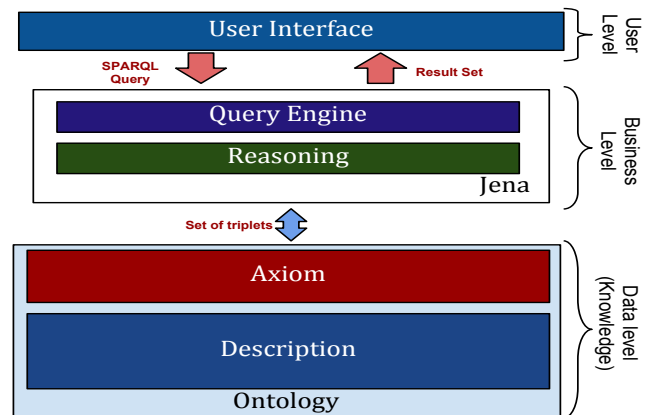 User Interface
User
Level
SPARQL
Query
Result Set
Query Engine
Reasoning
Jena
Business
Level
Set of triplets
Axiom
Description
Ontology
Data level
(Knowledge)